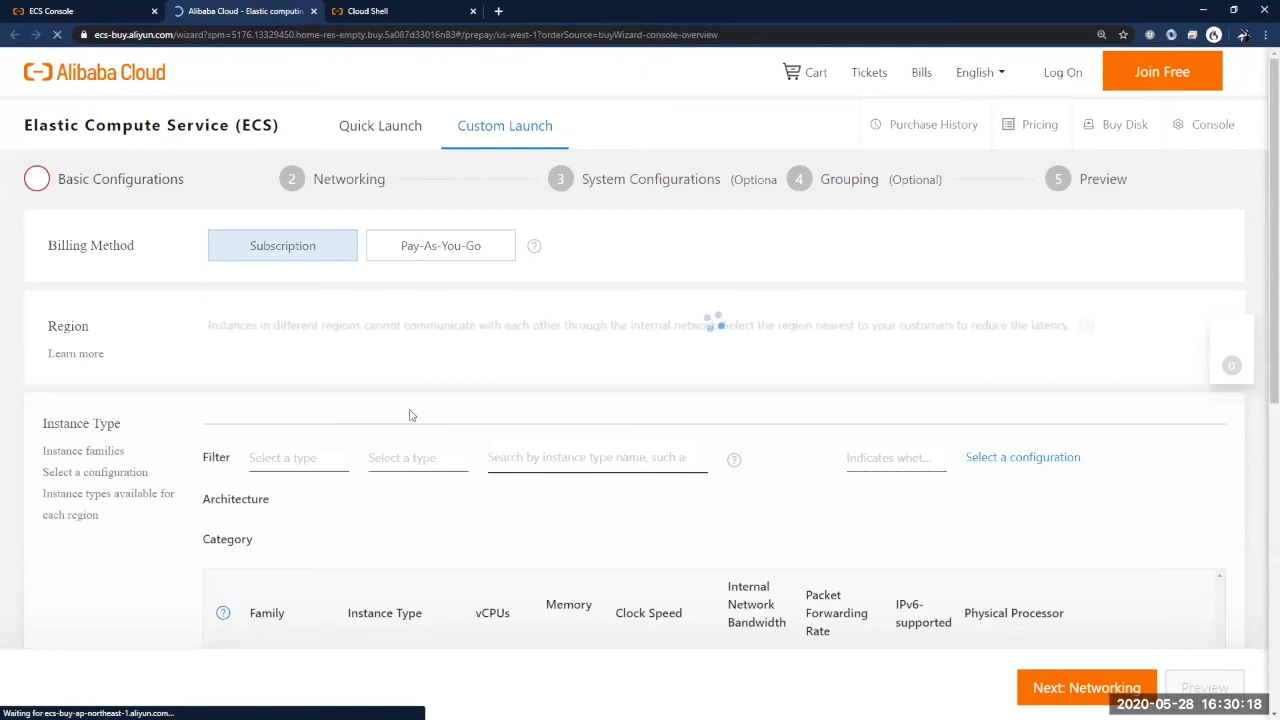 ECS Console
Alibaba Cloud - Elastic computin
Cloud Shell
ecs-buy.aliyun.com/wizard?spm=5176.13329450.home-res-empty.buy.5a087d33016nB3#/prepay/us-west-1?orderSource=buyWizard-console-overview
Alibaba Cloud
Cart
Tickets
Bills
English
Log On
Join Free
Elastic Compute Service (ECS)
Quick Launch
Custom Launch
Purchase History
Pricing
Buy Disk
Console
Basic Configurations
2 Networking
3 System Configurations (Optiona
4 Grouping (Optional)
5 Preview
Billing Method
Subscription
Pay-As-You-Go
?
Region
Instances in different regions cannot communicate with each other through the internal network. Select the region nearest to your customers to reduce the latency.
Learn more
0
Instance Type
Instance families
Select a configuration
Instance types available for
each region
Filter
Select a type
Select a type
Search by instance type name, such as
?
Indicates whet...
Select a configuration
Architecture
Category
? Family
Instance Type
vCPUs
Memory
Clock Speed
Internal
Network
Bandwidth
Packet
Forwarding
Rate
IPv6-
supported
Physical Processor
Next: Networking
Preview
2020-05-28 16:30:18
Waiting for ecs-buy-ap-northeast-1.aliyun.com...